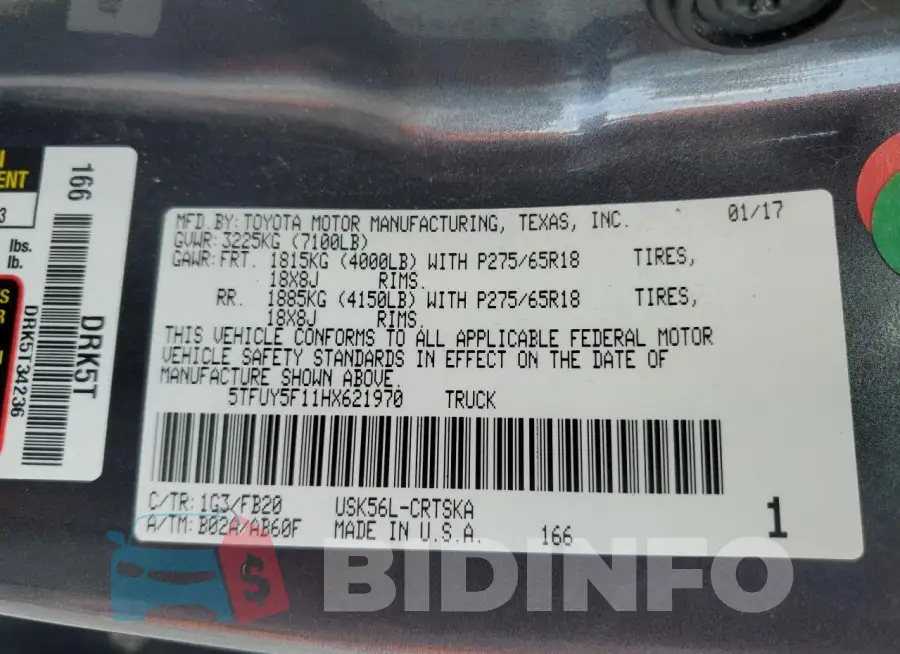 I
ENT
3
lbs.
lb.
S
R
166
DRK5T
DRK5T34236
MFD BY: TOYOTA MOTOR MANUFACTURING, TEXAS, INC. 01/17
GVWR: 3225KG (7100LB)
GAWR: FRT. 1815KG (4000LB) WITH P275/65R18 TIRES,
18X8J RIMS.
RR. 1885KG (4150LB) WITH P275/65R18 TIRES,
18X8J RIMS.
THIS VEHICLE CONFORMS TO ALL APPLICABLE FEDERAL MOTOR
VEHICLE SAFETY STANDARDS IN EFFECT ON THE DATE OF
MANUFACTURE SHOWN ABOVE.
5TFUY5F11HX621970 TRUCK
C/TR: 1G3/FB20 USK56L-CRTSKA
A/TM: B02A/AB60F MADE IN U.S.A. 166
1
$ BIDINFO